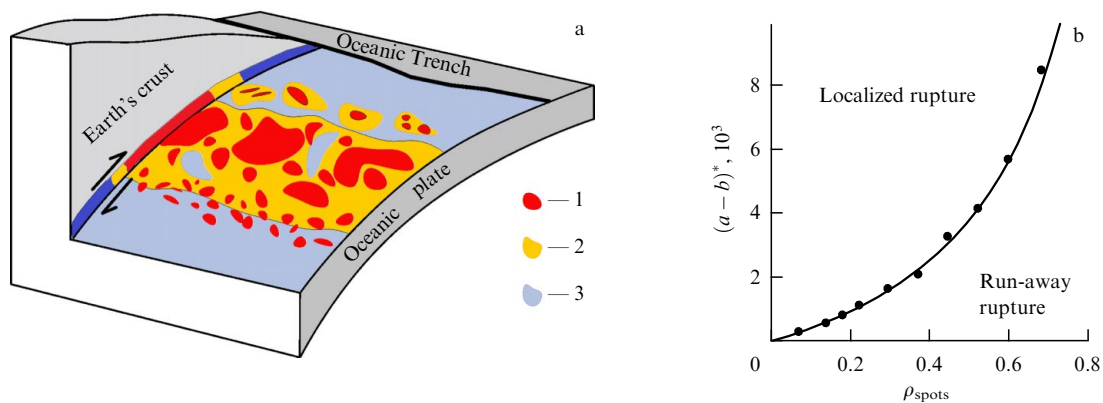 a
Oceanic Trench
Earth's crust
Oceanic plate
— 1
— 2
— 3
b
(a − b)*, 10³
8
6
4
2
0
0.2
0.4
0.6
0.8
Localized rupture
Run-away
rupture
ρspots